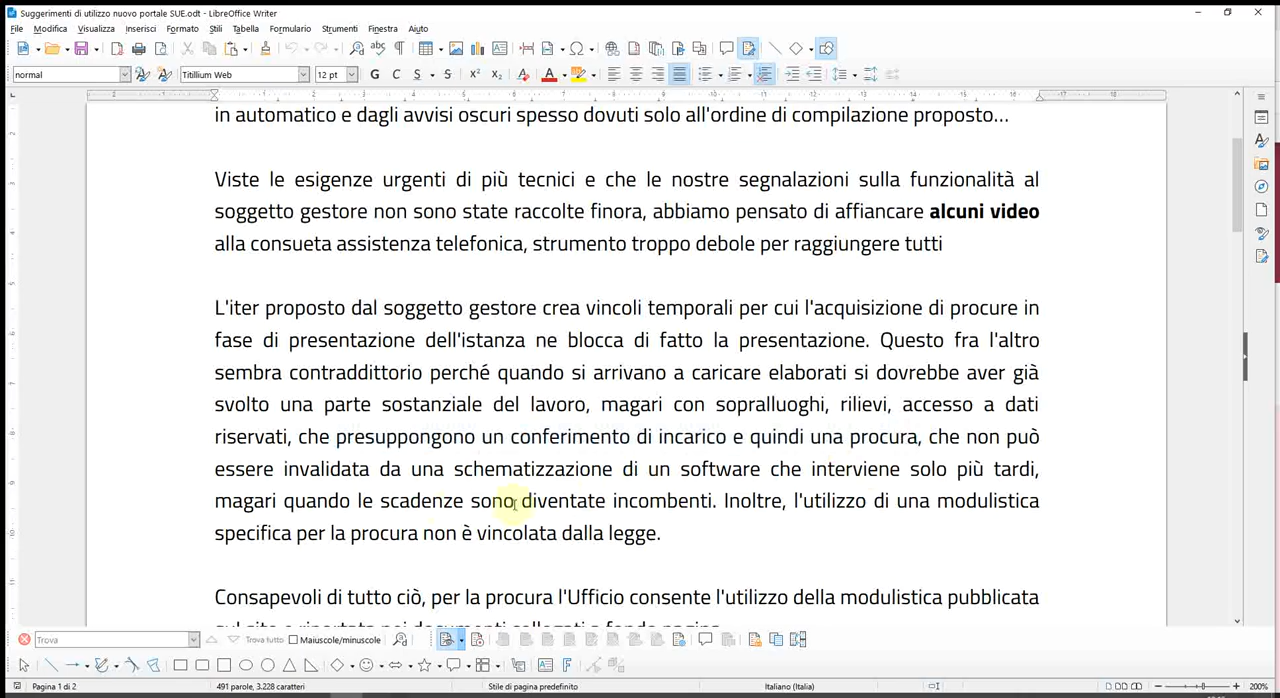 Suggerimenti di utilizzo nuovo portale SUE.odt - LibreOffice Writer
File Modifica Visualizza Inserisci Formato Stili Tabella Formulario Strumenti Finestra Aiuto
normal Titillium Web 12 pt G C S S
in automatico e dagli avvisi oscuri spesso dovuti solo all'ordine di compilazione proposto...
Viste le esigenze urgenti di più tecnici e che le nostre segnalazioni sulla funzionalità al
soggetto gestore non sono state raccolte finora, abbiamo pensato di affiancare alcuni video
alla consueta assistenza telefonica, strumento troppo debole per raggiungere tutti
L'iter proposto dal soggetto gestore crea vincoli temporali per cui l'acquisizione di procure in
fase di presentazione dell'istanza ne blocca di fatto la presentazione. Questo fra l'altro
sembra contraddittorio perché quando si arrivano a caricare elaborati si dovrebbe aver già
svolto una parte sostanziale del lavoro, magari con sopralluoghi, rilievi, accesso a dati
riservati, che presuppongono un conferimento di incarico e quindi una procura, che non può
essere invalidata da una schematizzazione di un software che interviene solo più tardi,
magari quando le scadenze sono diventate incombenti. Inoltre, l'utilizzo di una modulistica
specifica per la procura non è vincolata dalla legge.
Consapevoli di tutto ciò, per la procura l'Ufficio consente l'utilizzo della modulistica pubblicata
Trova Trova tutto Maiuscole/minuscole
Pagina 1 di 2 491 parole, 3.228 caratteri Stile di pagina predefinito Italiano (Italia) 200%